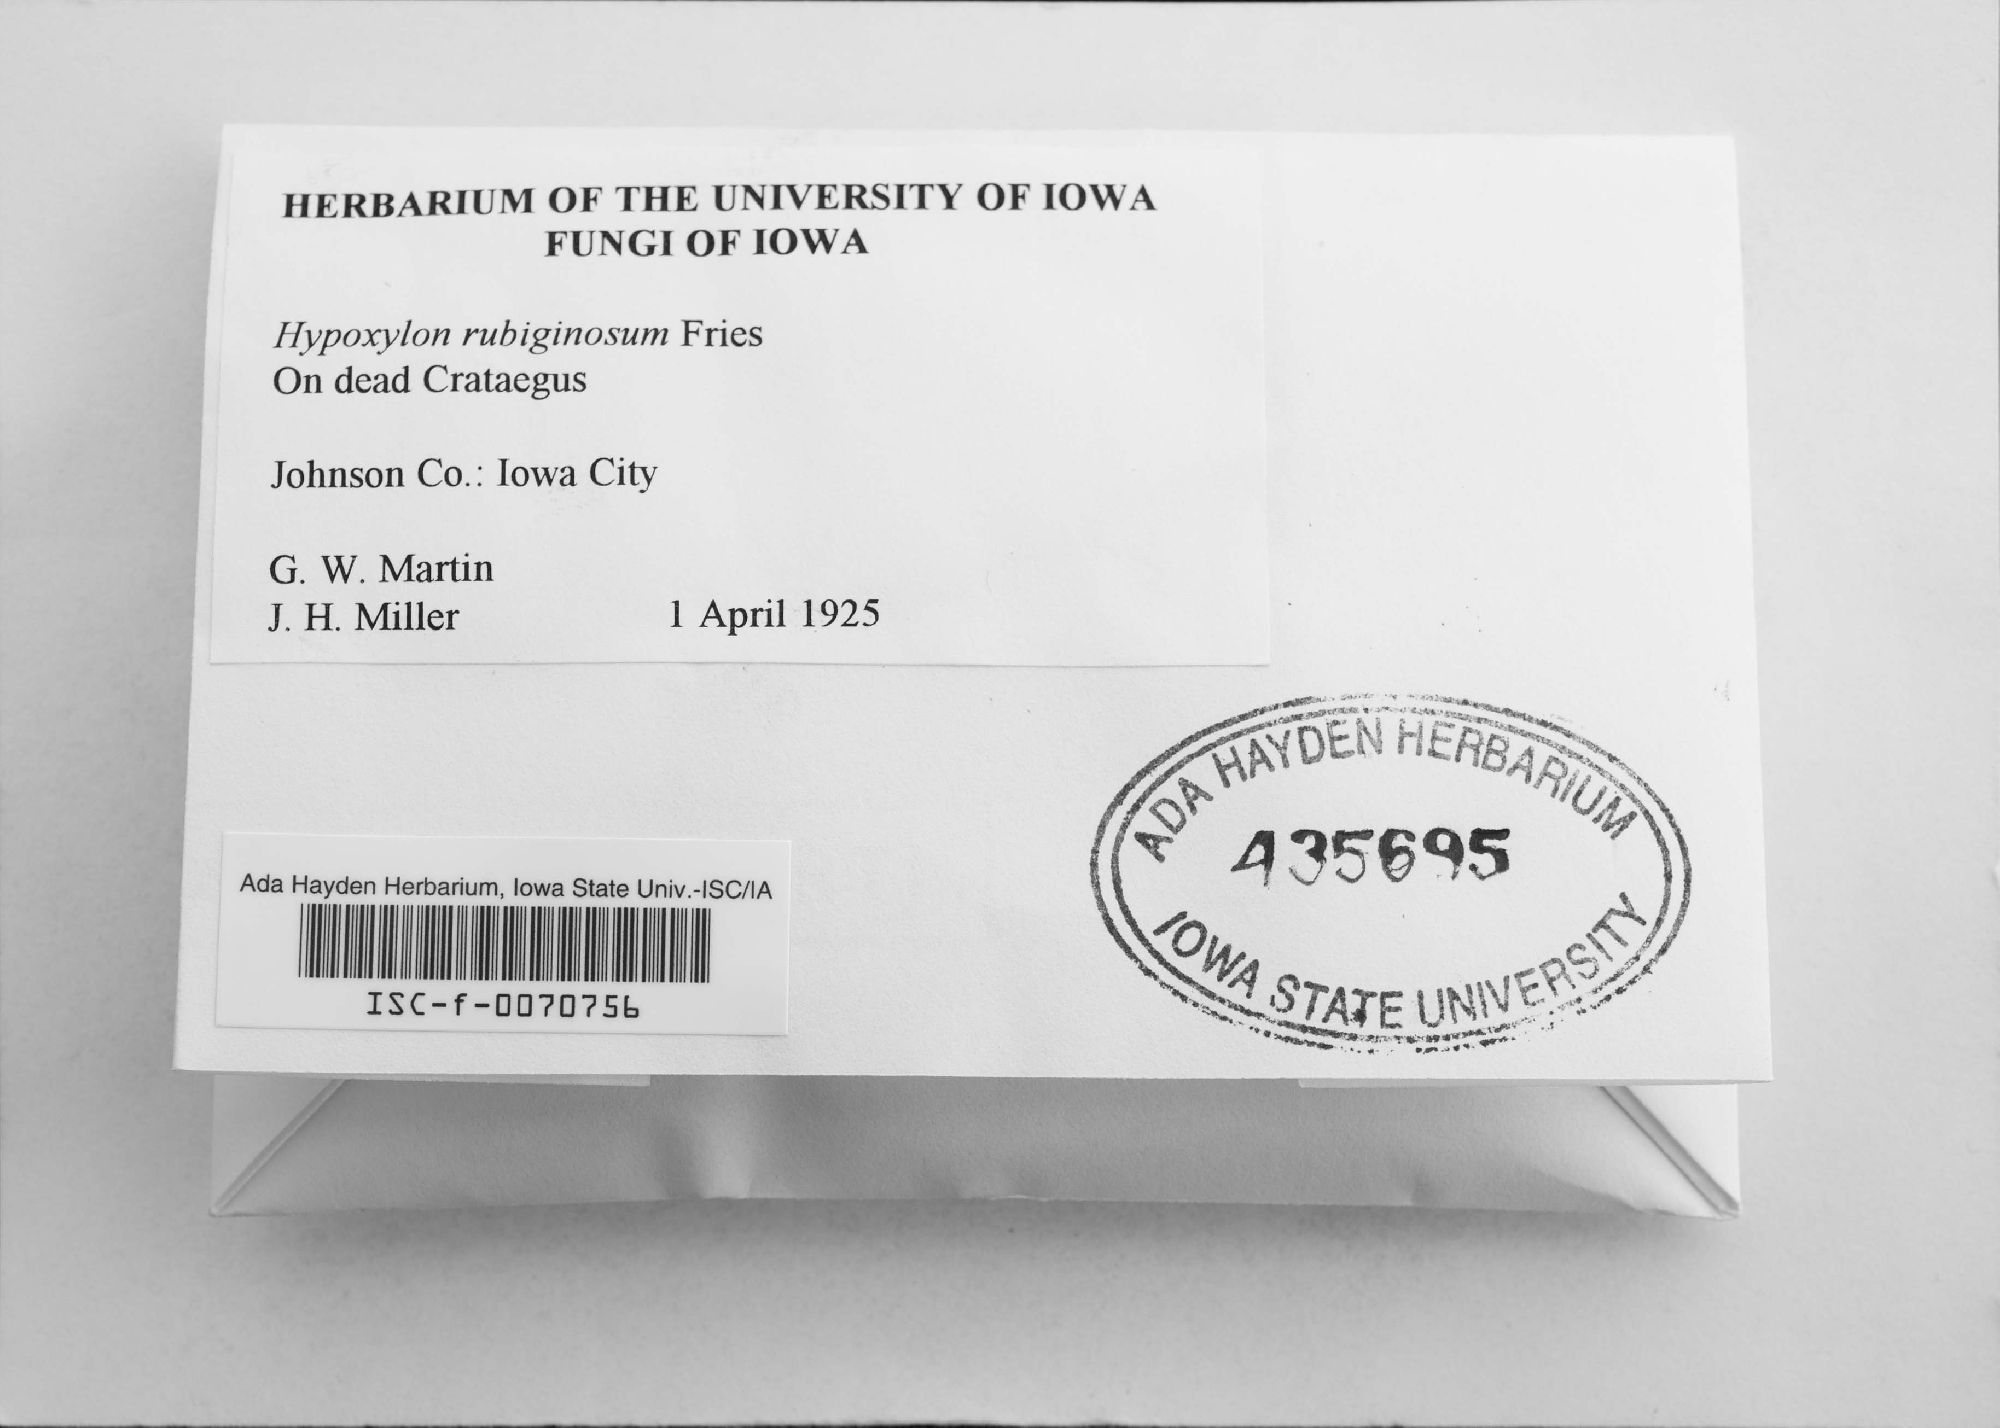 HERBARIUM OF THE UNIVERSITY OF IOWA
FUNGI OF IOWA
Hypoxylon rubiginosum Fries
On dead Crataegus
Johnson Co.: Iowa City
G. W. Martin
J. H. Miller 1 April 1925
ADA HAYDEN HERBARIUM
435695
IOWA STATE UNIVERSITY
Ada Hayden Herbarium, Iowa State Univ.-ISC/IA
ISC-f-0070756